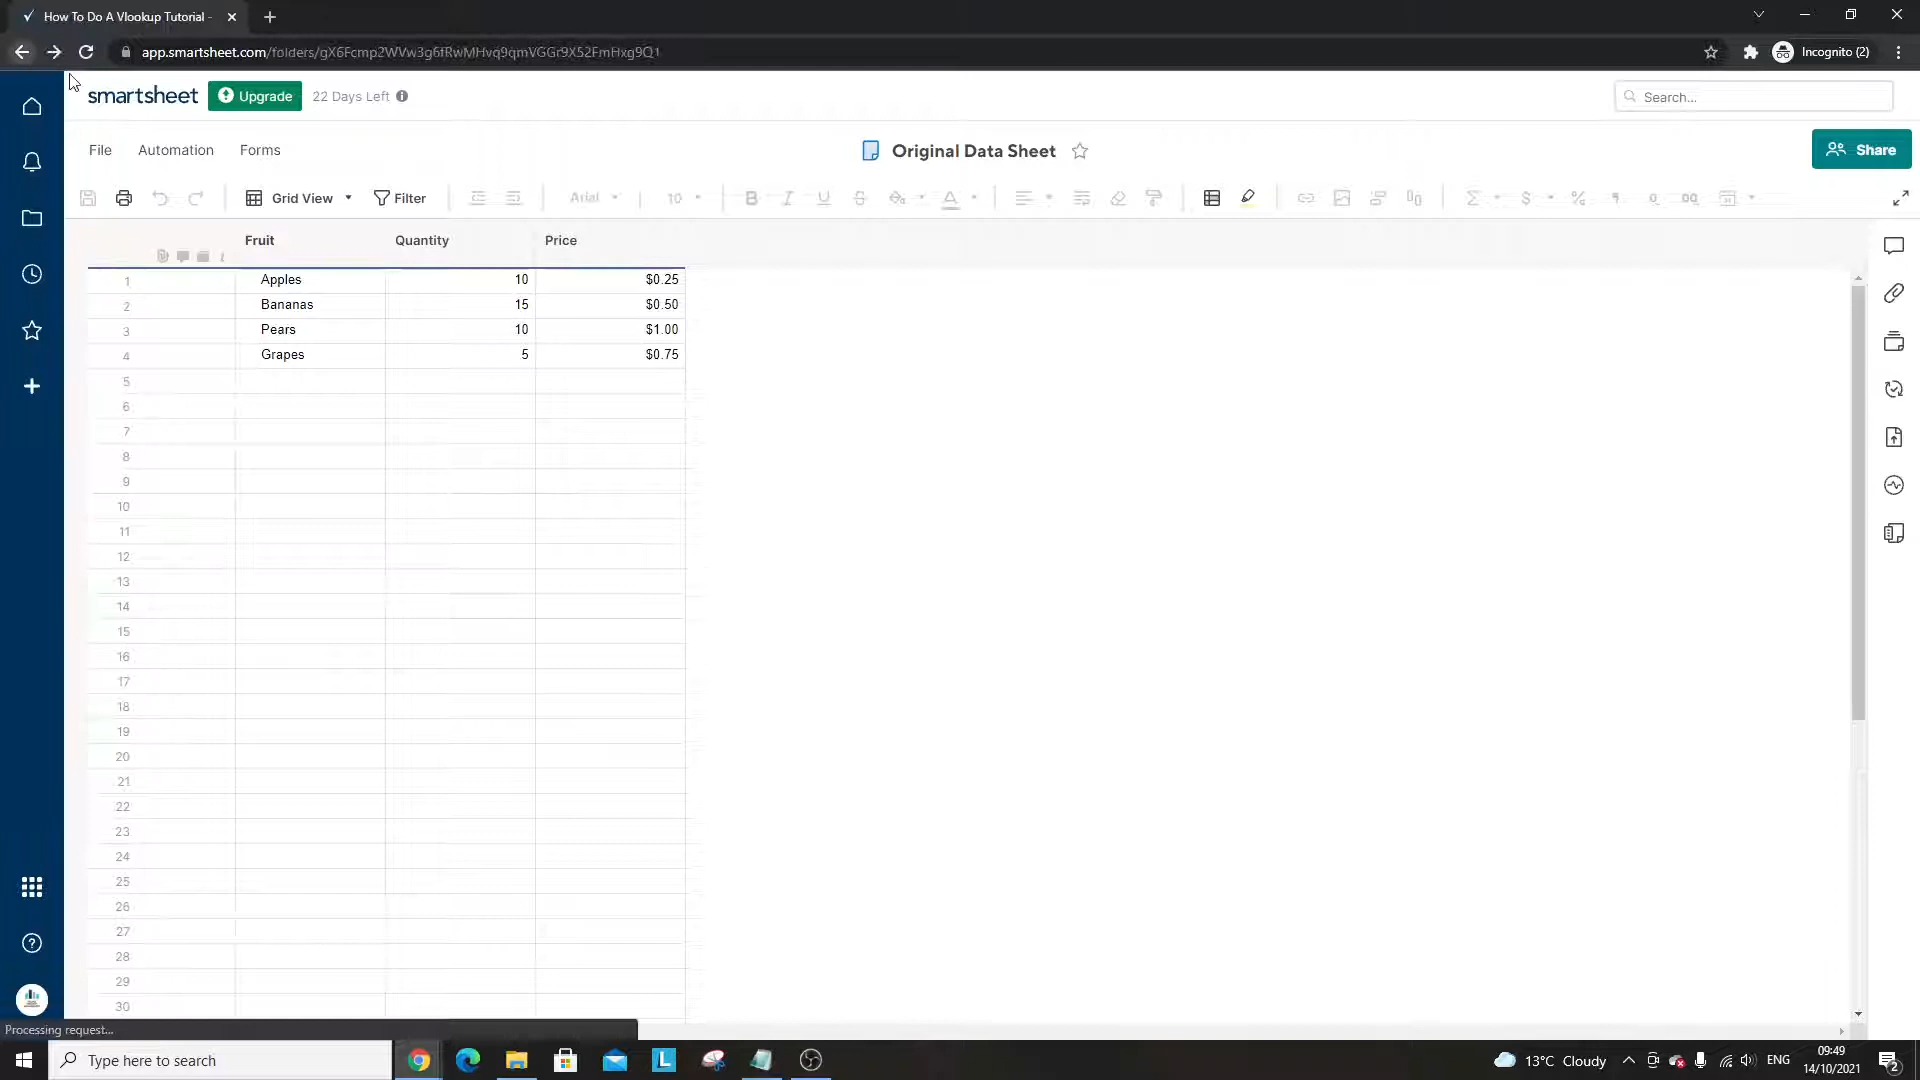 How To Do A Vlookup Tutorial -
app.smartsheet.com/folders/gX6Fcmp2WVw3g6fRwMHvq9qmVGGr9X52FmHxg9Q1
Incognito (2)
smartsheet
Upgrade
22 Days Left
Search...
File
Automation
Forms
Original Data Sheet
Share
Grid View
Filter
Arial
10
B I U S A
Σ $ %
Fruit Quantity Price
1 Apples 10 $0.25
2 Bananas 15 $0.50
3 Pears 10 $1.00
4 Grapes 5 $0.75
5
6
7
8
9
10
11
12
13
14
15
16
17
18
19
20
21
22
23
24
25
26
27
28
29
30
Processing request...
Type here to search
L
13°C Cloudy
ENG
09:49
14/10/2021
2